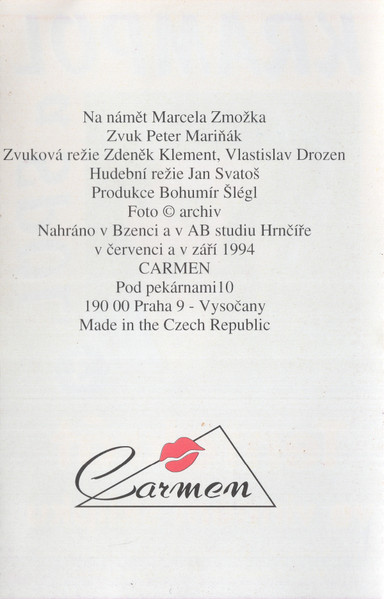 Na námět Marcela Zmožka
Zvuk Peter Mariňák
Zvuková režie Zdeněk Klement, Vlastislav Drozen
Hudební režie Jan Svatoš
Produkce Bohumír Šlégl
Foto © archiv
Nahráno v Bzenci a v AB studiu Hrnčíře
v červenci a v září 1994
CARMEN
Pod pekárnami10
190 00 Praha 9 - Vysočany
Made in the Czech Republic
Carmen